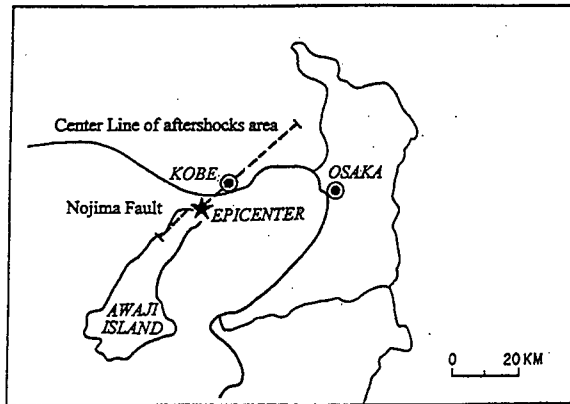 Center Line of aftershocks area
KOBE
OSAKA
Nojima Fault
EPICENTER
AWAJI
ISLAND
0 20 KM